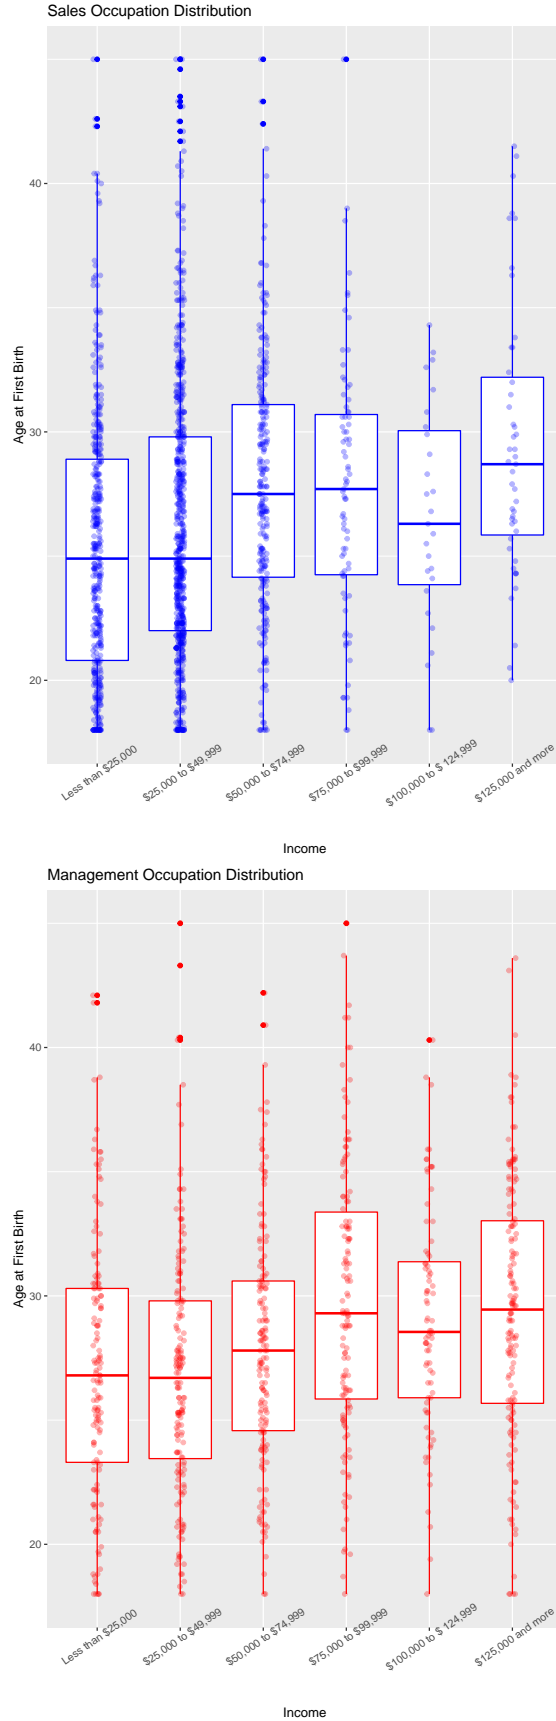 Sales Occupation Distribution
40
30
20
Age at First Birth
Less than $25,000
$25,000 to $49,999
$50,000 to $74,999
$75,000 to $99,999
$100,000 to $ 124,999
$125,000 and more
Income
Management Occupation Distribution
40
30
20
Age at First Birth
Less than $25,000
$25,000 to $49,999
$50,000 to $74,999
$75,000 to $99,999
$100,000 to $ 124,999
$125,000 and more
Income